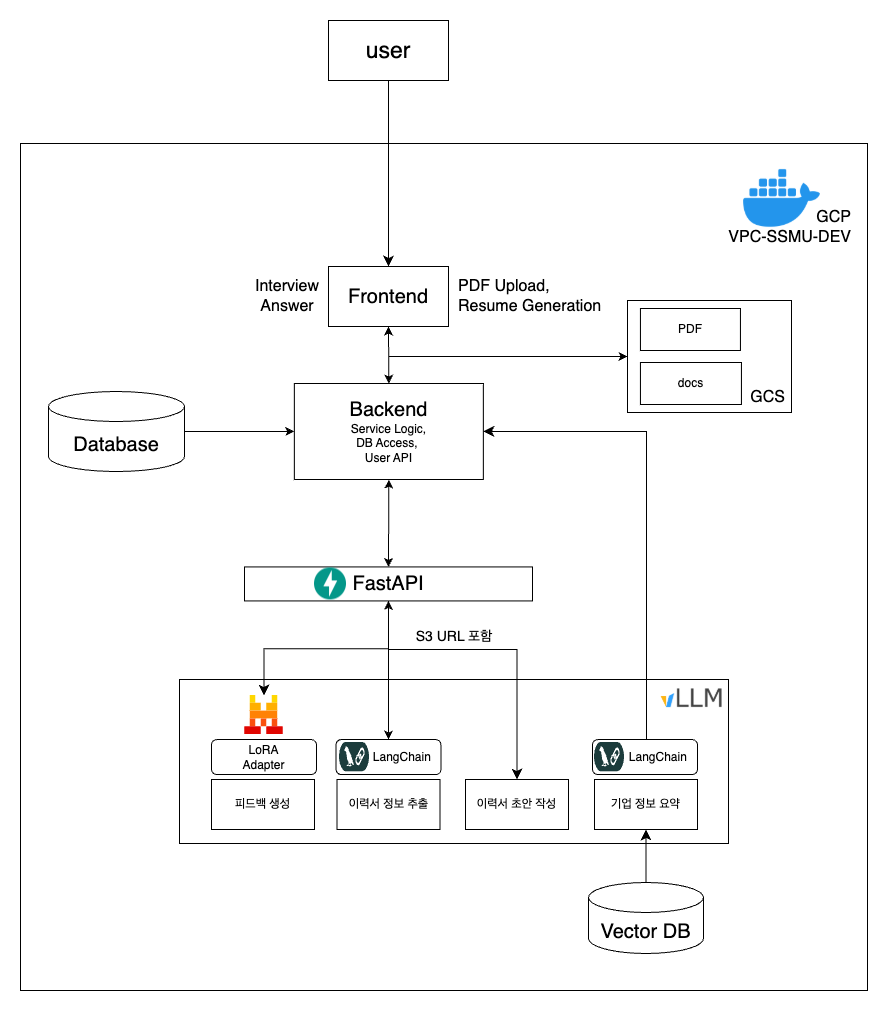 user
GCP
VPC-SSMU-DEV
Interview
Answer
Frontend
PDF Upload,
Resume Generation
PDF
docs
GCS
Database
Backend
Service Logic,
DB Access,
User API
FastAPI
S3 URL 포함
vLLM
LoRA
Adapter
LangChain
LangChain
피드백 생성
이력서 정보 추출
이력서 초안 작성
기업 정보 요약
Vector DB